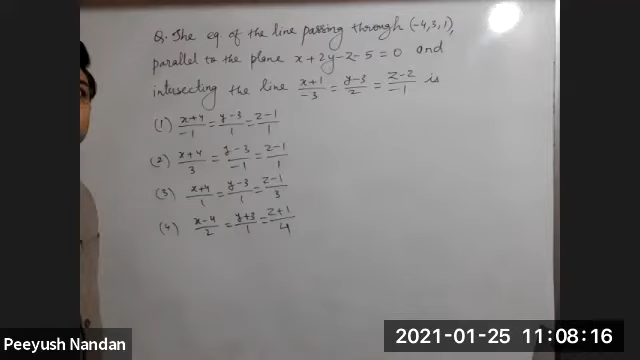 Q. The eq of the line passing through (-4,3,1),
parallel to the plane x+2y-z-5=0 and
intersecting the line (x+1)/-3 = (y-3)/2 = (z-2)/-1 is
(1) (x+4)/-1 = (y-3)/1 = (z-1)/1
(2) (x+4)/3 = (y-3)/-1 = (z-1)/1
(3) (x+4)/1 = (y-3)/1 = (z-1)/3
(4) (x-4)/2 = (y+3)/1 = (z+1)/4
Peeyush Nandan
2021-01-25 11:08:16